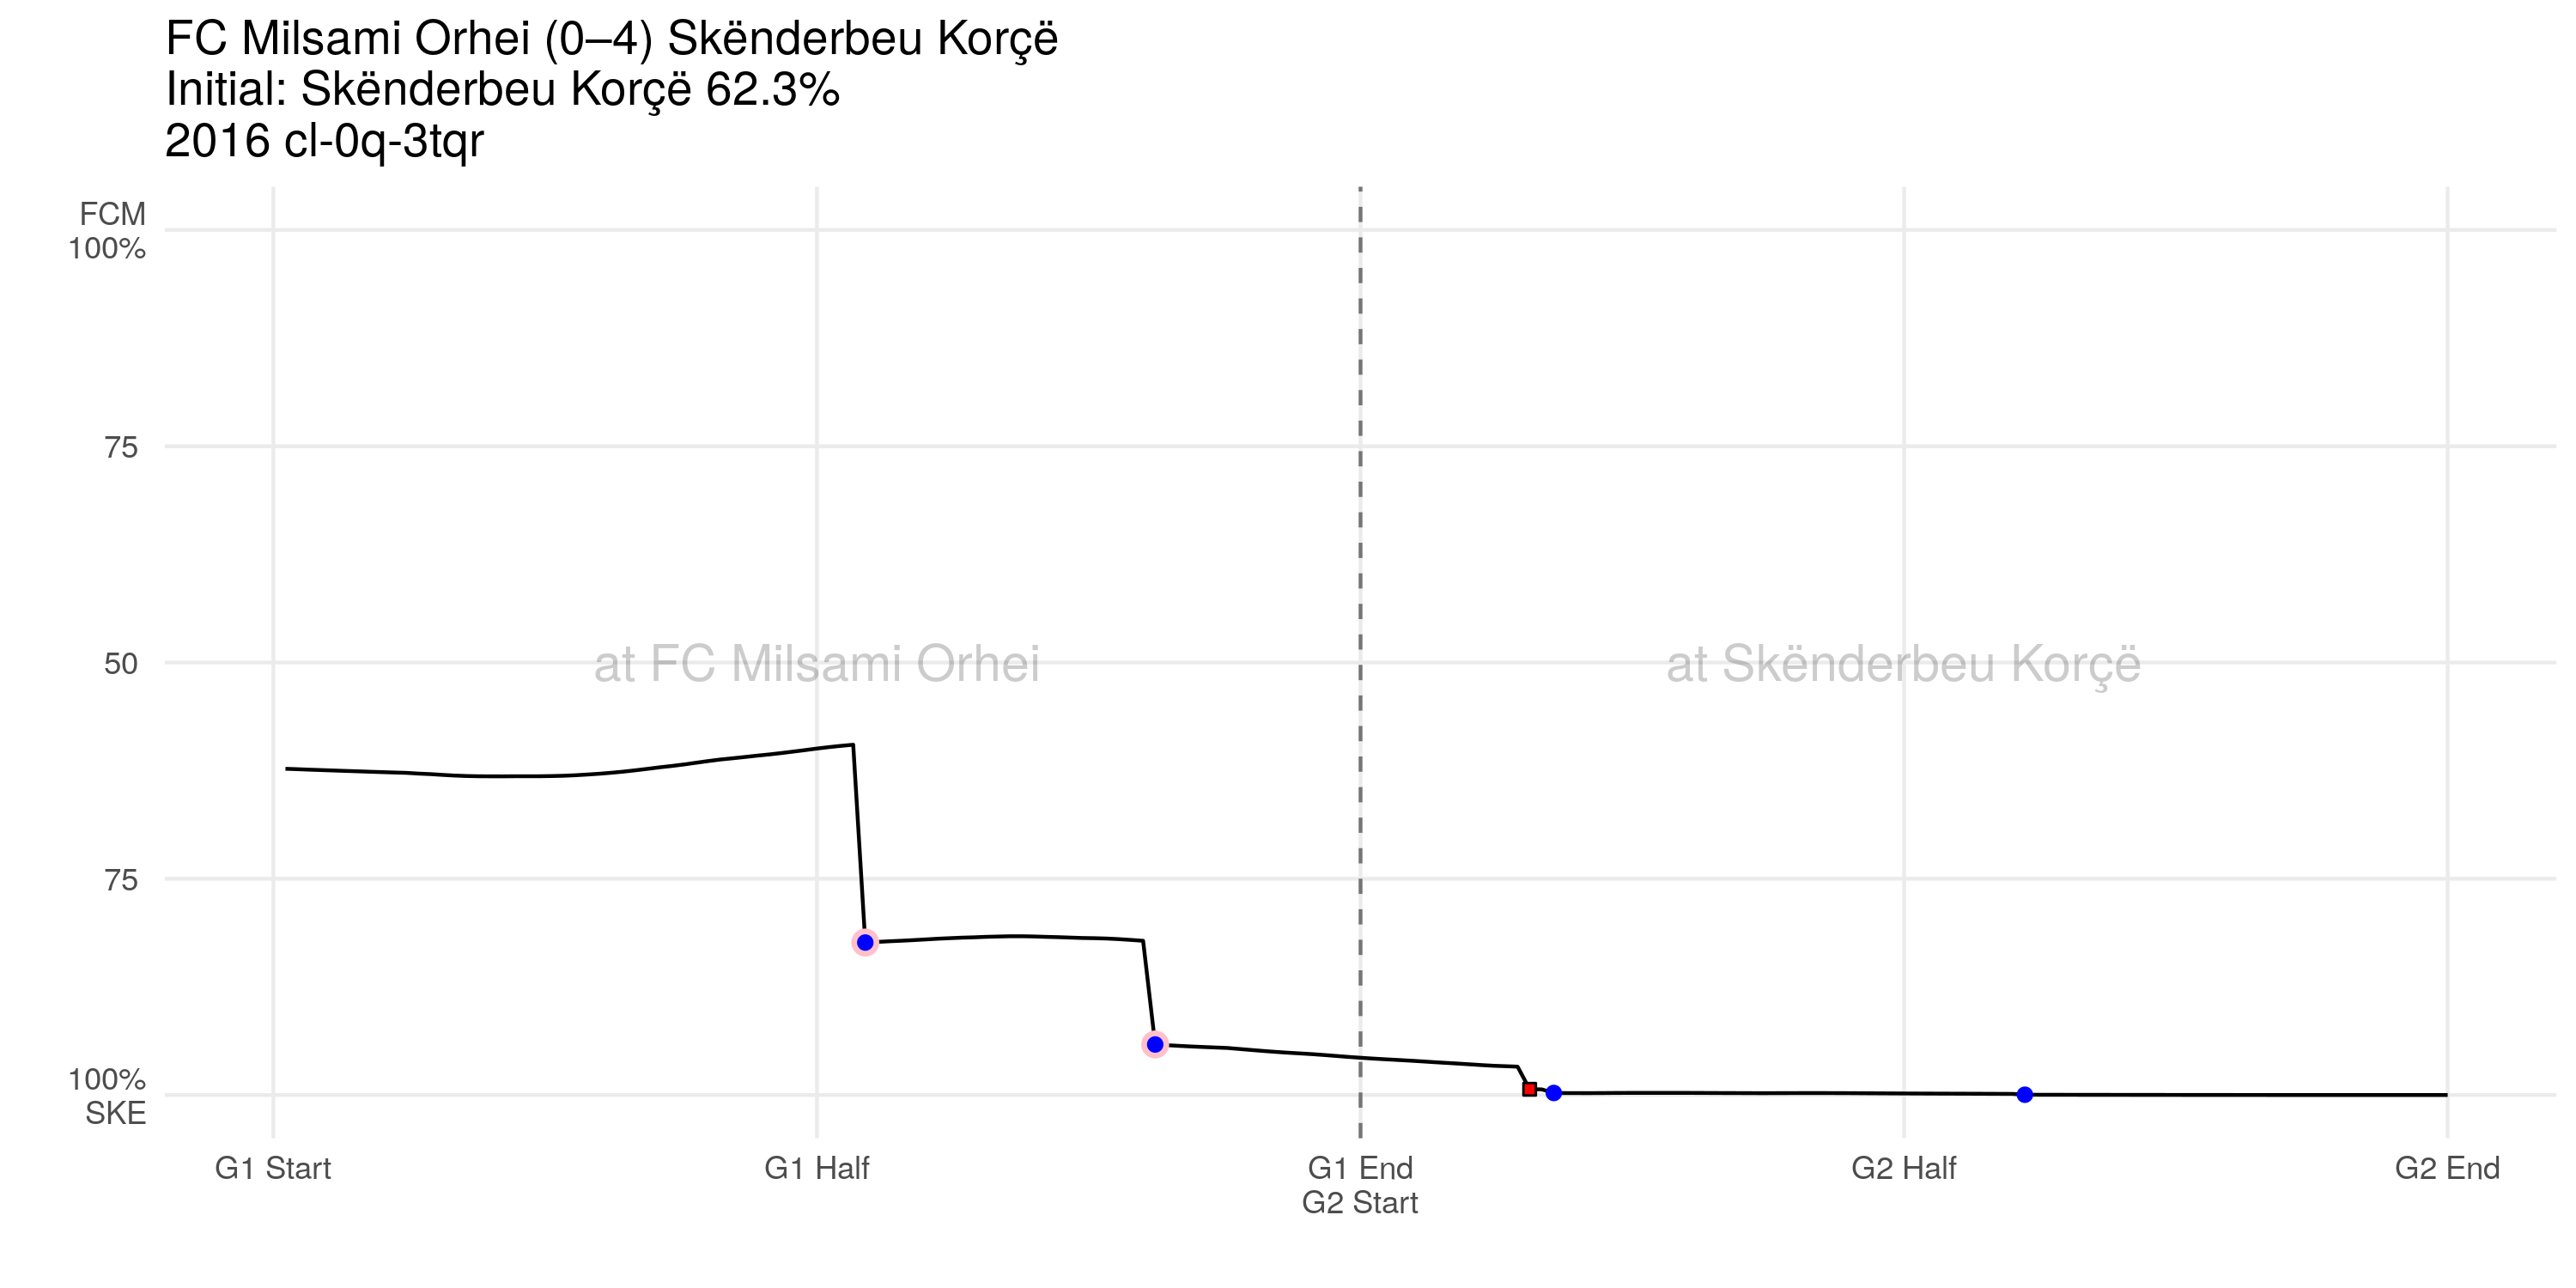 FC Milsami Orhei (0–4) Skënderbeu Korçë
Initial: Skënderbeu Korçë 62.3%
2016 cl-0q-3tqr
FCM
100%
75
50
75
100%
SKE
at FC Milsami Orhei
at Skënderbeu Korçë
G1 Start
G1 Half
G1 End
G2 Start
G2 Half
G2 End